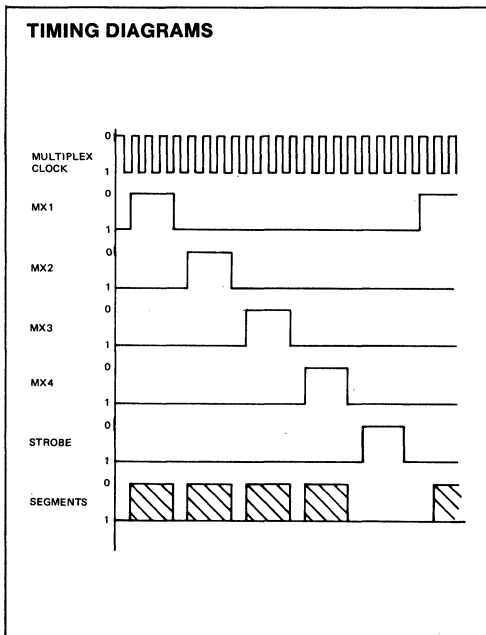 TIMING DIAGRAMS
0
MULTIPLEX
CLOCK
1
0
MX1
1
0
MX2
1
0
MX3
1
0
MX4
1
0
STROBE
1
0
SEGMENTS
1